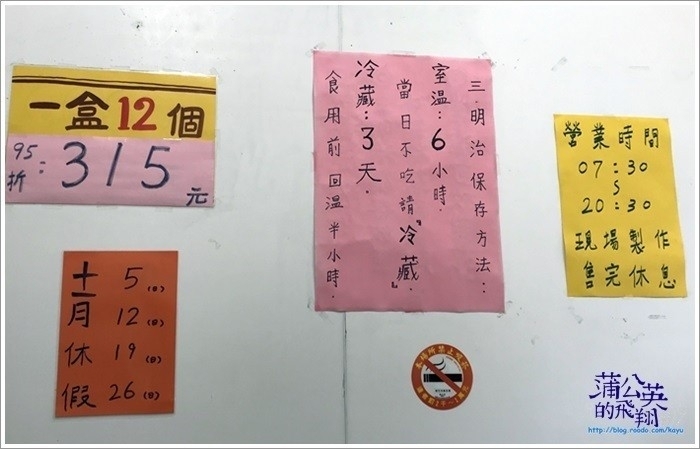 一盒12個
95折:315元
十一月休假
5(日)
12(日)
19(日)
26(日)
三.明治保存方法:
室溫:6小時.
當日不吃請『冷藏』.
冷藏:3天.
食用前回溫半小時.
營業時間
07:30
S
20:30
現場製作
售完休息
蒲公英的飛翔
http://blog.roodo.com/kayu